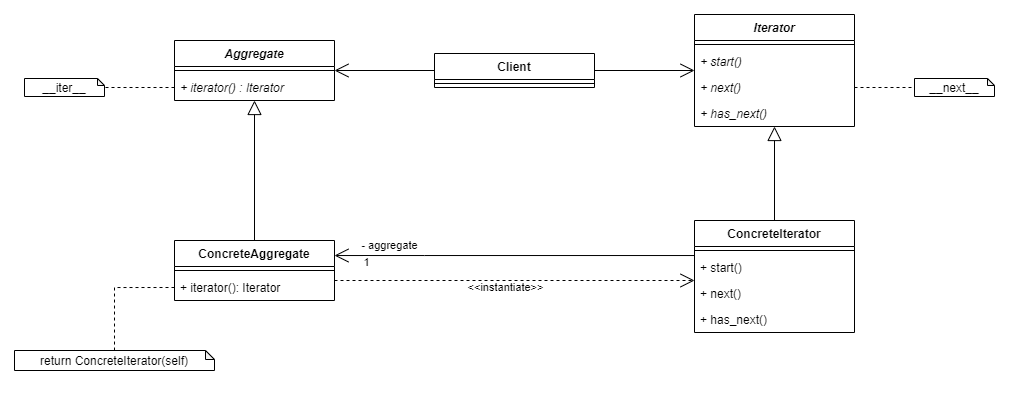 Iterator
Aggregate
Client
+ start()
+ iterator() : Iterator
+ next()
+ has_next()
__iter__
__next__
ConcreteIterator
ConcreteAggregate
- aggregate
1
+ start()
+ iterator(): Iterator
<<instantiate>>
+ next()
+ has_next()
return ConcreteIterator(self)